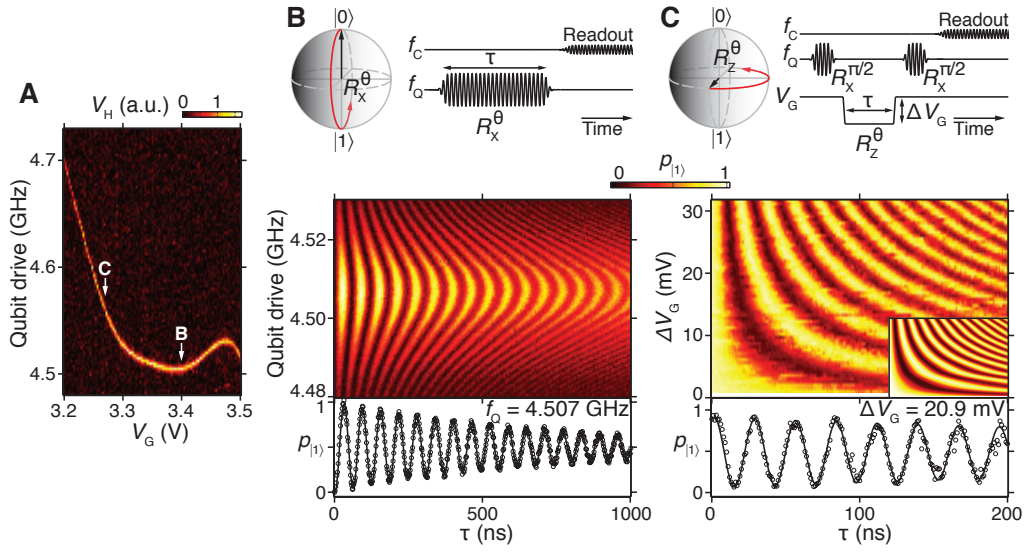 A
V_H (a.u.)
0 1
Qubit drive (GHz)
4.7
4.6
4.5
C
B
3.2 3.3 3.4 3.5
V_G (V)
B
|0⟩
R_X^θ
|1⟩
f_C
Readout
f_Q
τ
R_X^θ
Time
C
|0⟩
R_Z^θ
|1⟩
f_C
Readout
f_Q
R_X^π/2 R_X^π/2
V_G
τ
ΔV_G
R_Z^θ
Time
p_|1⟩
0 1
Qubit drive (GHz)
4.52
4.50
4.48
f_Q = 4.507 GHz
p_|1⟩
1
0
0 500 1000
τ (ns)
ΔV_G (mV)
30
20
10
0
ΔV_G = 20.9 mV
p_|1⟩
1
0
0 100 200
τ (ns)